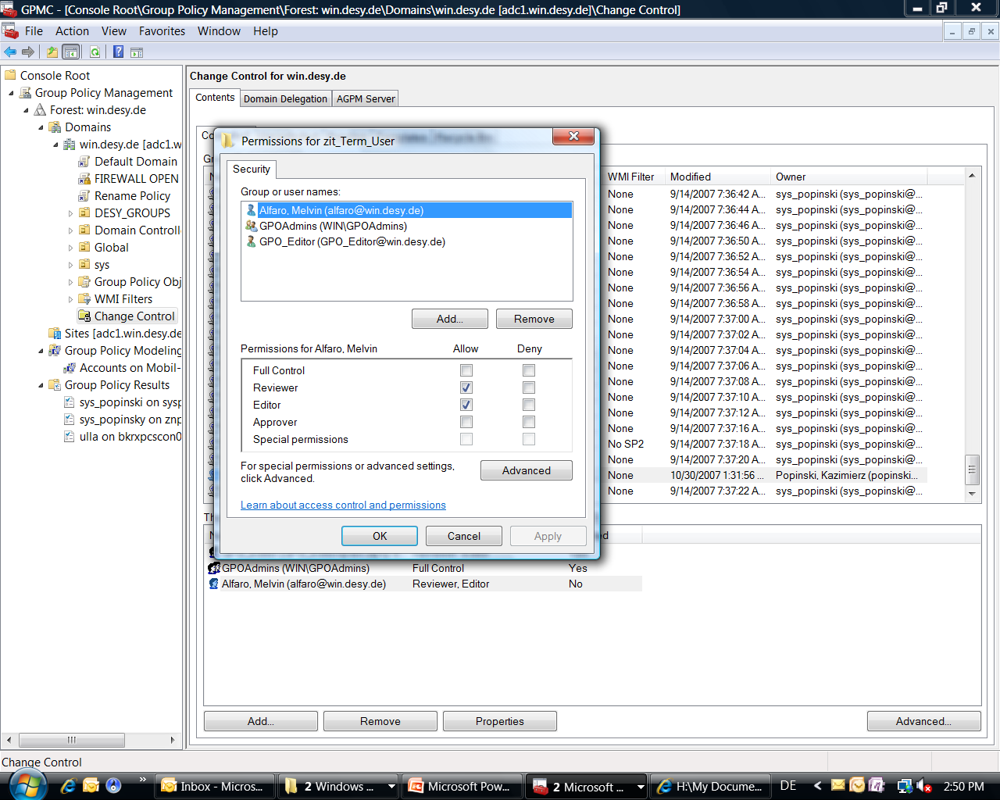 GPMC - [Console Root\Group Policy Management\Forest: win.desy.de\Domains\win.desy.de [adc1.win.desy.de]\Change Control]
File Action View Favorites Window Help
Console Root
Group Policy Management
Forest: win.desy.de
Domains
win.desy.de [adc1.w
Default Domain
FIREWALL OPEN
Rename Policy
DESY_GROUPS
Domain Controll
Global
sys
Group Policy Obj
WMI Filters
Change Control
Sites [adc1.win.desy.de
Group Policy Modeling
Accounts on Mobil-
Group Policy Results
sys_popinski on sysp
sys_popinsky on znp
ulla on bkrxpcscon0
Change Control for win.desy.de
Contents Domain Delegation AGPM Server
WMI Filter Modified Owner
None 9/14/2007 7:36:42 A... sys_popinski (sys_popinski@...
None 9/14/2007 7:36:44 A... sys_popinski (sys_popinski@...
None 9/14/2007 7:36:46 A... sys_popinski (sys_popinski@...
None 9/14/2007 7:36:50 A... sys_popinski (sys_popinski@...
None 9/14/2007 7:36:52 A... sys_popinski (sys_popinski@...
None 9/14/2007 7:36:54 A... sys_popinski (sys_popinski@...
None 9/14/2007 7:36:56 A... sys_popinski (sys_popinski@...
None 9/14/2007 7:36:58 A... sys_popinski (sys_popinski@...
None 9/14/2007 7:37:00 A... sys_popinski (sys_popinski@...
None 9/14/2007 7:37:02 A... sys_popinski (sys_popinski@...
None 9/14/2007 7:37:04 A... sys_popinski (sys_popinski@...
None 9/14/2007 7:37:06 A... sys_popinski (sys_popinski@...
None 9/14/2007 7:37:08 A... sys_popinski (sys_popinski@...
None 9/14/2007 7:37:10 A... sys_popinski (sys_popinski@...
None 9/14/2007 7:37:12 A... sys_popinski (sys_popinski@...
None 9/14/2007 7:37:16 A... sys_popinski (sys_popinski@...
No SP2 9/14/2007 7:37:18 A... sys_popinski (sys_popinski@...
None 9/14/2007 7:37:20 A... sys_popinski (sys_popinski@...
None 10/30/2007 1:31:56 ... Popinski, Kazimierz (popinski...
None 9/14/2007 7:37:22 A... sys_popinski (sys_popinski@...
Permissions for zit_Term_User
Security
Group or user names:
Alfaro, Melvin (alfaro@win.desy.de)
GPOAdmins (WIN\GPOAdmins)
GPO_Editor (GPO_Editor@win.desy.de)
Add... Remove
Permissions for Alfaro, Melvin Allow Deny
Full Control
Reviewer
Editor
Approver
Special permissions
For special permissions or advanced settings,
click Advanced.
Advanced
Learn about access control and permissions
OK Cancel Apply
GPOAdmins (WIN\GPOAdmins) Full Control Yes
Alfaro, Melvin (alfaro@win.desy.de) Reviewer, Editor No
Add... Remove Properties Advanced...
Change Control
Inbox - Micros... 2 Windows ... Microsoft Pow... 2 Microsoft ... H:\My Docume... DE 2:50 PM